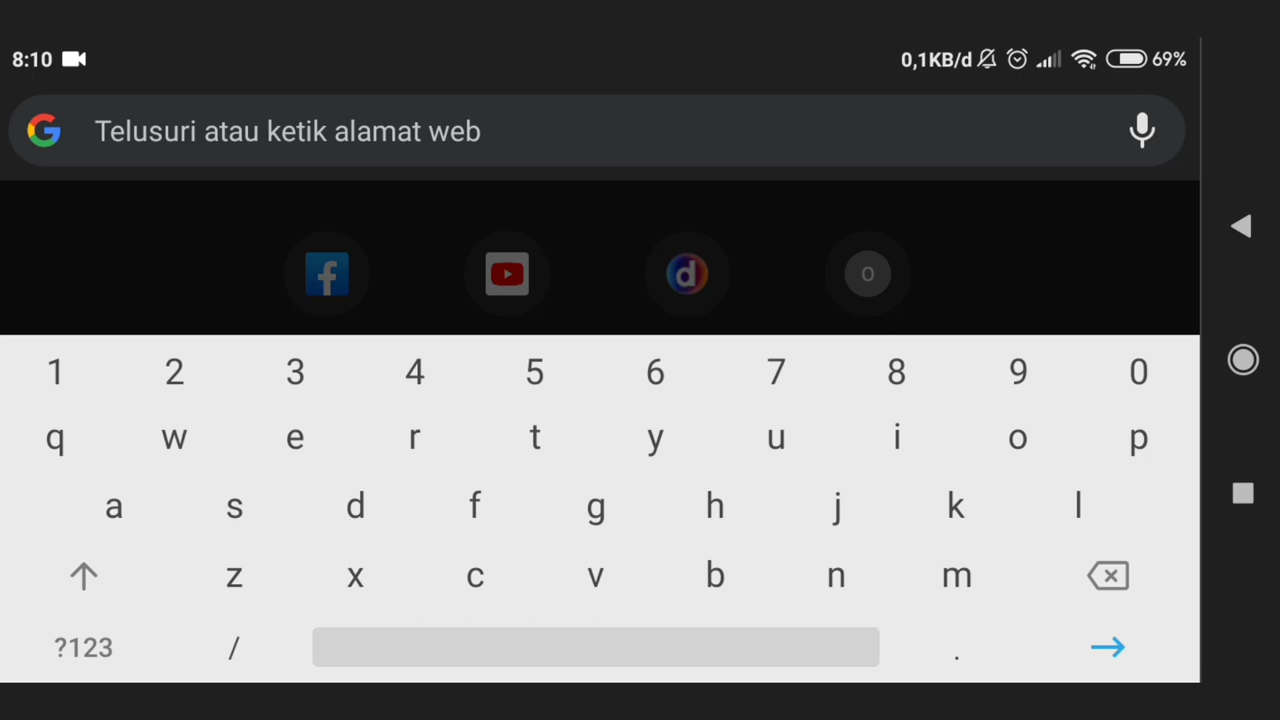 8:10 0,1KB/d 69%
Telusuri atau ketik alamat web
f d O
1 2 3 4 5 6 7 8 9 0
q w e r t y u i o p
a s d f g h j k l
z x c v b n m
?123 / .